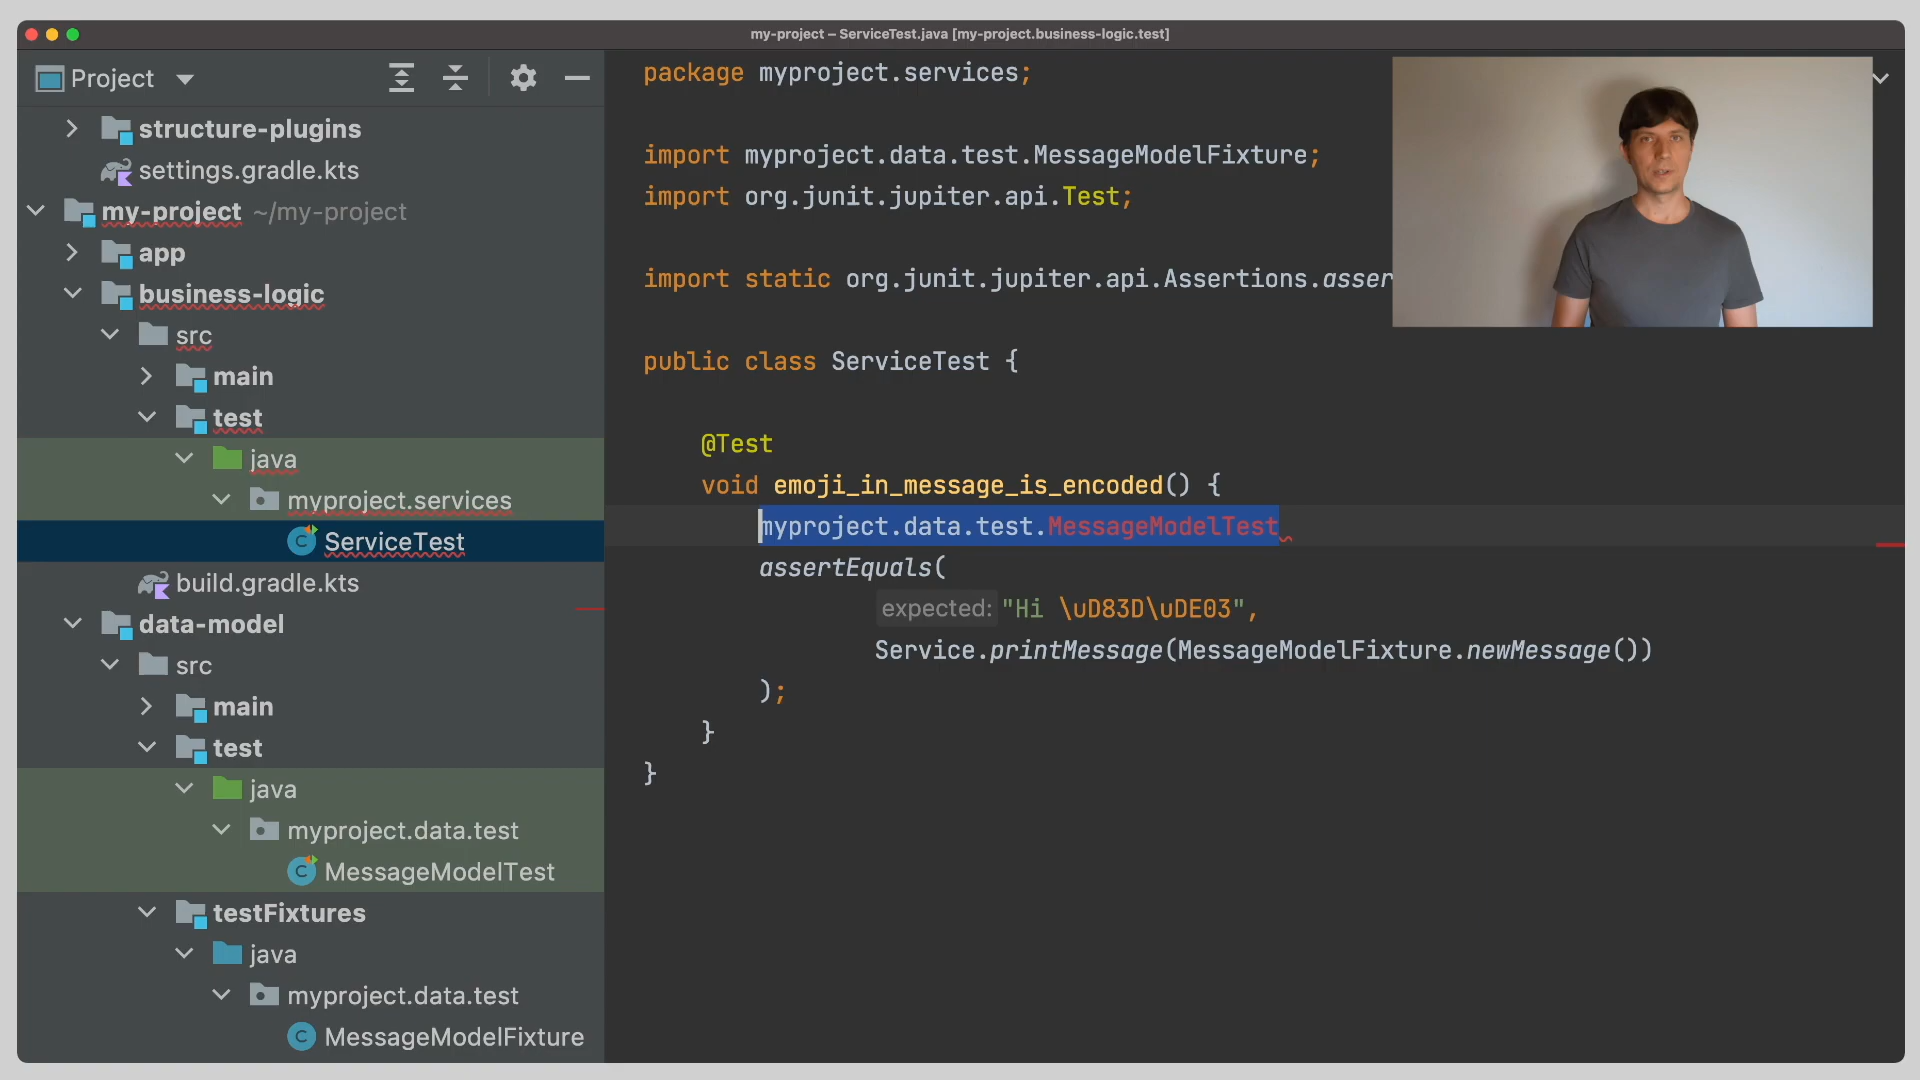 my-project – ServiceTest.java [my-project.business-logic.test]
Project
structure-plugins
settings.gradle.kts
my-project ~/my-project
app
business-logic
src
main
test
java
myproject.services
ServiceTest
build.gradle.kts
data-model
src
main
test
java
myproject.data.test
MessageModelTest
testFixtures
java
myproject.data.test
MessageModelFixture
package myproject.services;
import myproject.data.test.MessageModelFixture;
import org.junit.jupiter.api.Test;
import static org.junit.jupiter.api.Assertions.asser
public class ServiceTest {
@Test
void emoji_in_message_is_encoded() {
myproject.data.test.MessageModelTest
assertEquals(
expected: "Hi \uD83D\uDE03",
Service.printMessage(MessageModelFixture.newMessage())
);
}
}